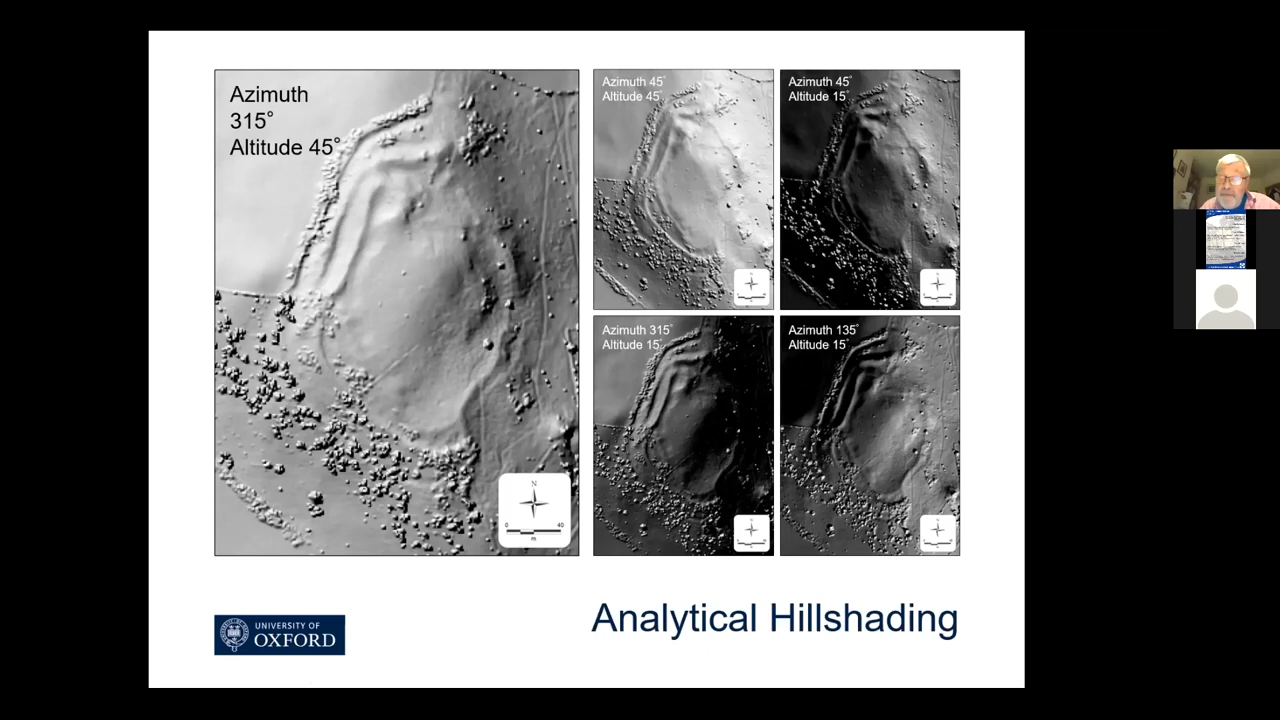 Azimuth
315°
Altitude 45°
Azimuth 45°
Altitude 45°
Azimuth 45°
Altitude 15°
Azimuth 315°
Altitude 15°
Azimuth 135°
Altitude 15°
N
0 40
m
UNIVERSITY OF
OXFORD
Analytical Hillshading